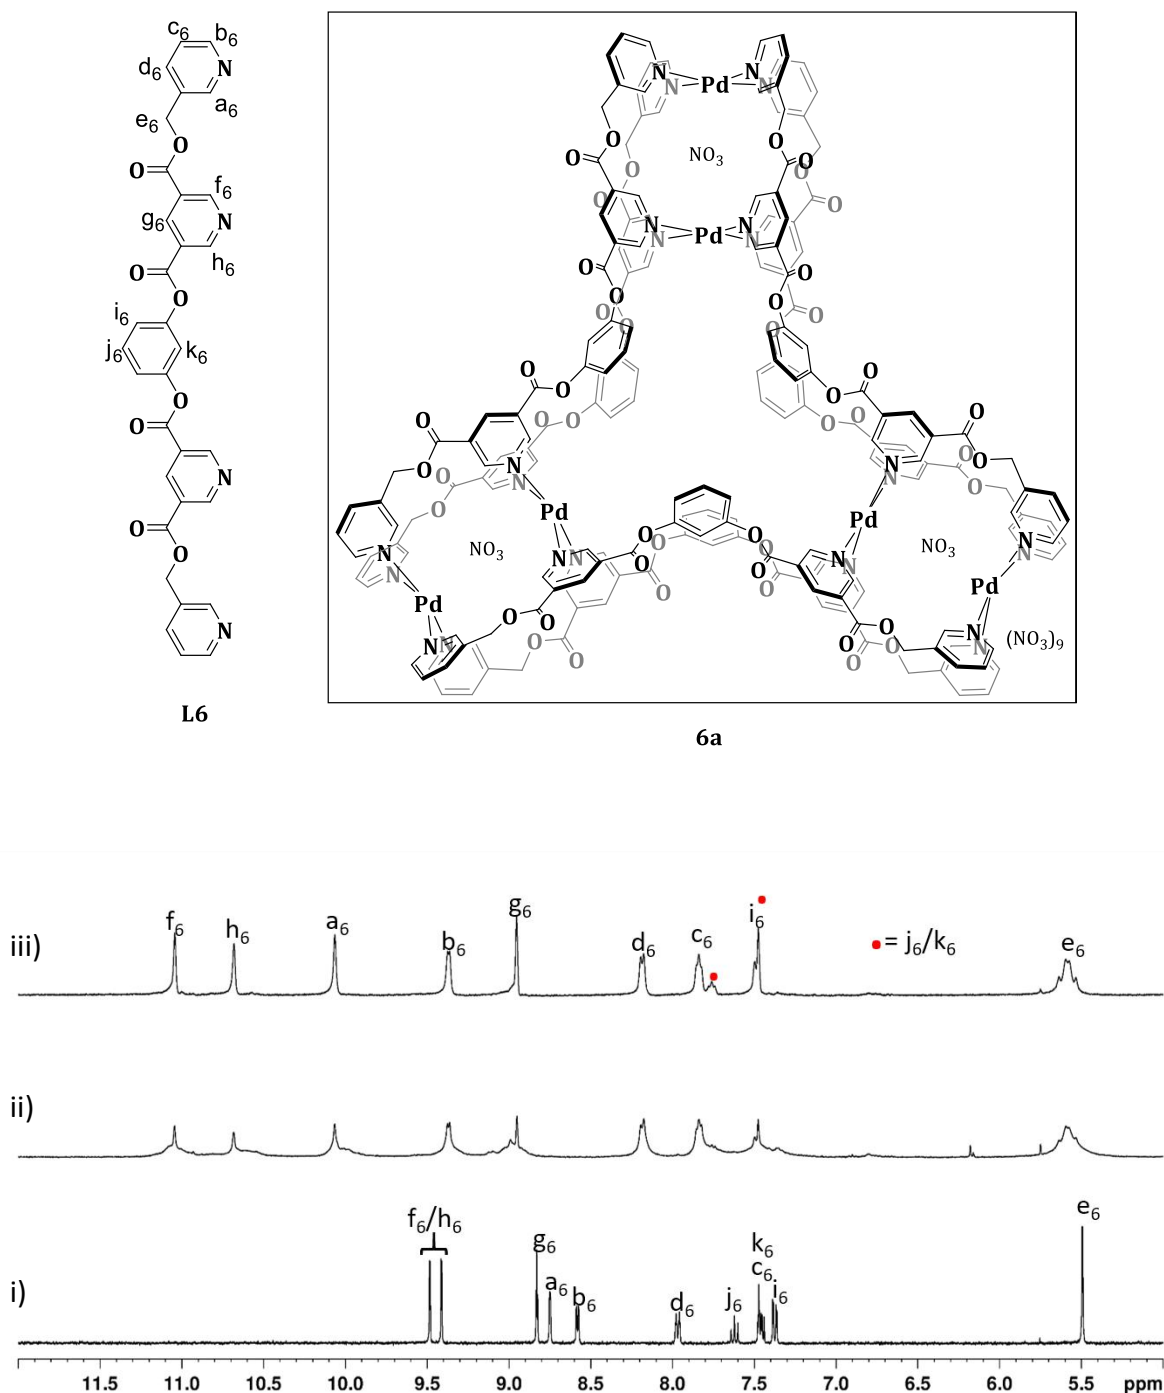 c6 b6
d6 N
a6
e6
O
O
f6
g6 N
h6
O
O
i6
j6 k6
O
O
N
O
O
N
L6
N Pd N
N N
O O
O O O
NO3
O O
O O
N Pd N
N N
O O
O O O
O O
O O
O O O O
O O O O O
O O O O
O O O
N N
N N
Pd Pd
NO3 N N NO3
N N O O O O N N
N N O O O N N
Pd Pd
N N O O O O N N (NO3)9
O O O O
O O
6a
iii) f6 h6 a6 b6 g6 d6 c6 i6 = j6/k6 e6
ii)
i) f6/h6 g6 a6 b6 d6 j6 k6 c6 i6 e6
11.5 11.0 10.5 10.0 9.5 9.0 8.5 8.0 7.5 7.0 6.5 6.0 5.5 ppm